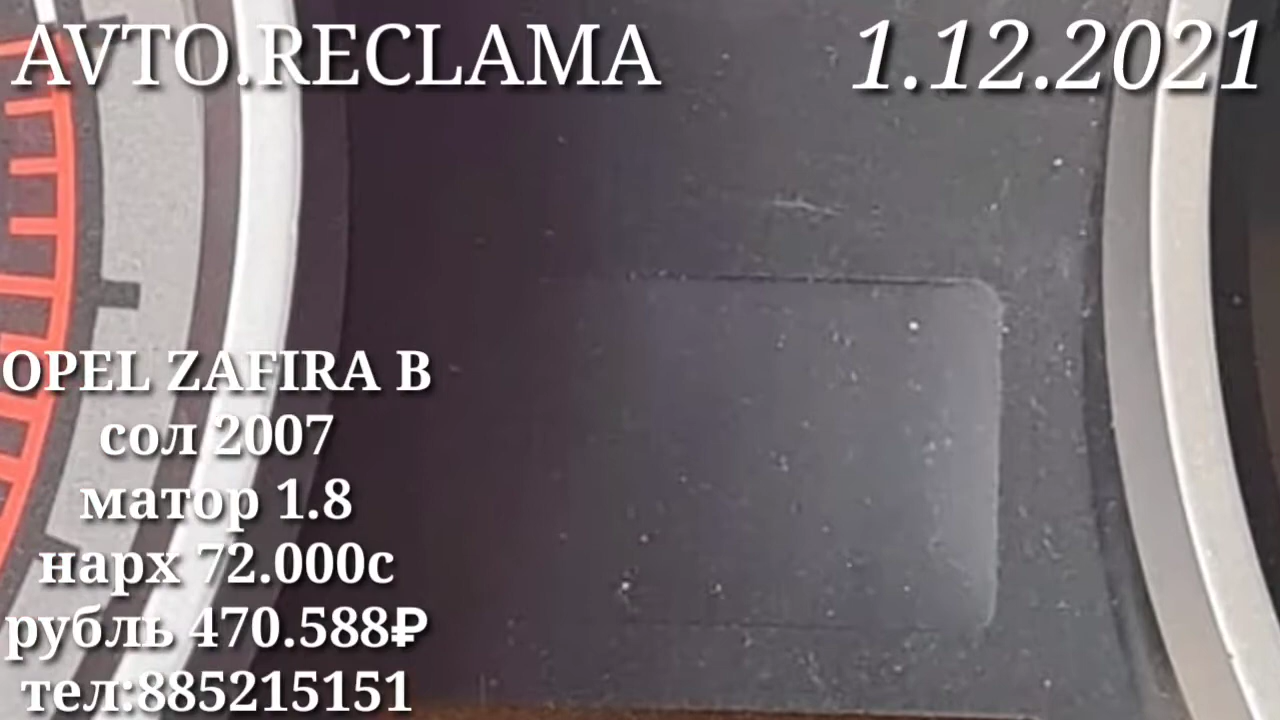 AVTO.RECLAMA
1.12.2021
OPEL ZAFIRA B
сол 2007
матор 1.8
нарх 72.000с
рубль 470.588₽
тел:885215151